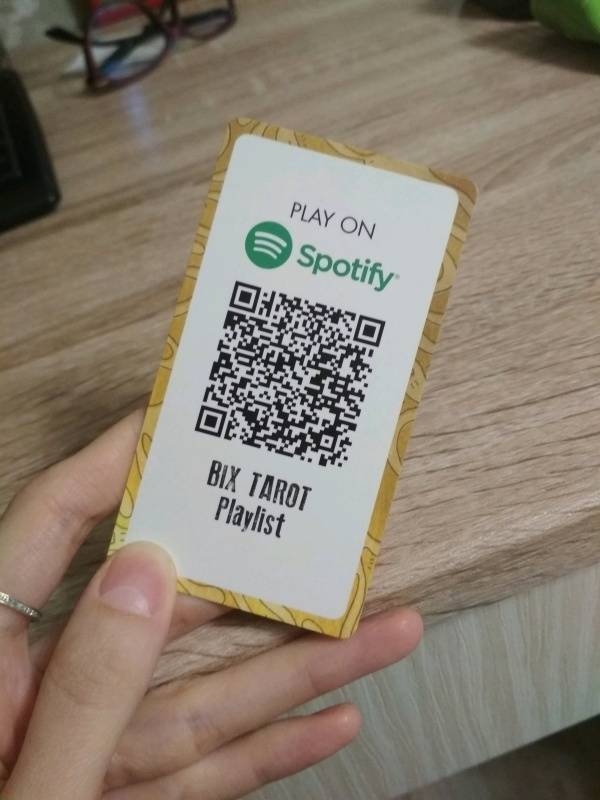 PLAY ON
Spotify®
BIX TAROT
Playlist